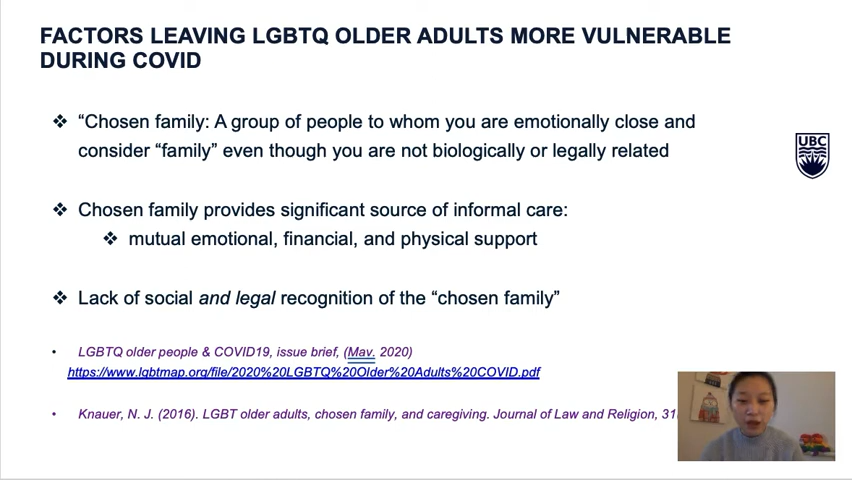 FACTORS LEAVING LGBTQ OLDER ADULTS MORE VULNERABLE
DURING COVID
❖ “Chosen family: A group of people to whom you are emotionally close and
consider “family” even though you are not biologically or legally related
UBC
❖ Chosen family provides significant source of informal care:
❖ mutual emotional, financial, and physical support
❖ Lack of social and legal recognition of the “chosen family”
• LGBTQ older people & COVID19, issue brief, (May. 2020)
https://www.lgbtmap.org/file/2020%20LGBTQ%20Older%20Adults%20COVID.pdf
• Knauer, N. J. (2016). LGBT older adults, chosen family, and caregiving. Journal of Law and Religion,